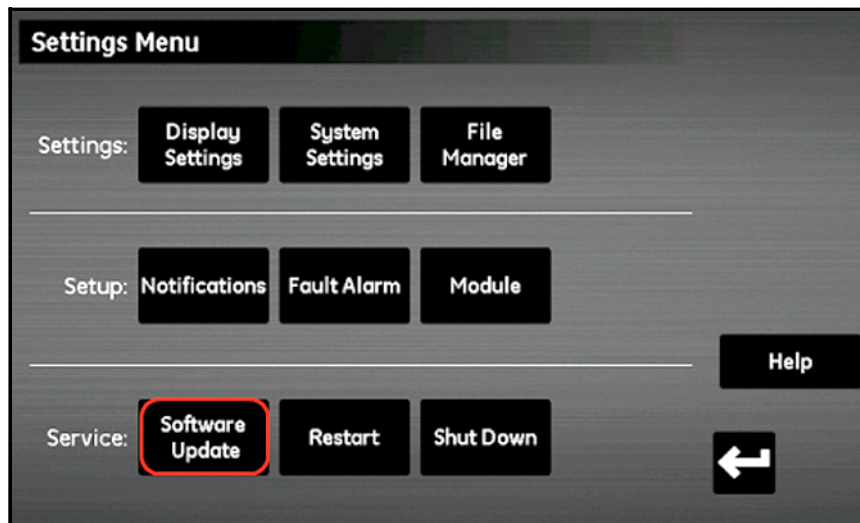 Settings Menu
Settings:
Display
Settings
System
Settings
File
Manager
Setup:
Notifications
Fault Alarm
Module
Help
Service:
Software
Update
Restart
Shut Down